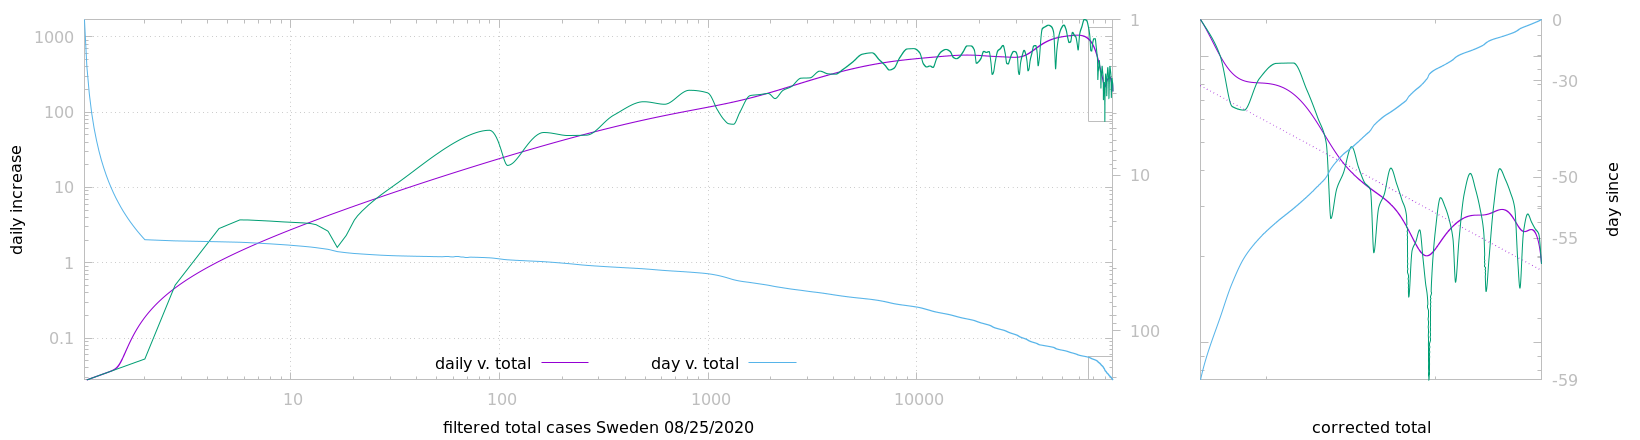 1000
100
10
1
0.1
daily increase
daily v. total
day v. total
10
100
1000
10000
filtered total cases Sweden 08/25/2020
1
10
100
0
-30
-50
-55
-59
day since
corrected total